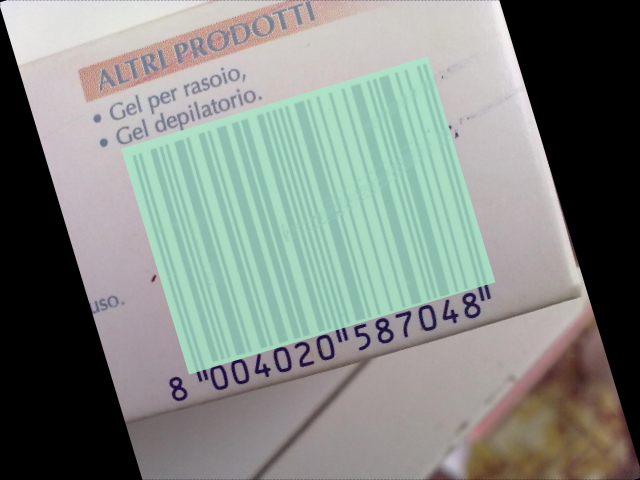 ALTRI PRODOTTI
• Gel per rasoio,
• Gel depilatorio.
uso.
8 "004020"587048"